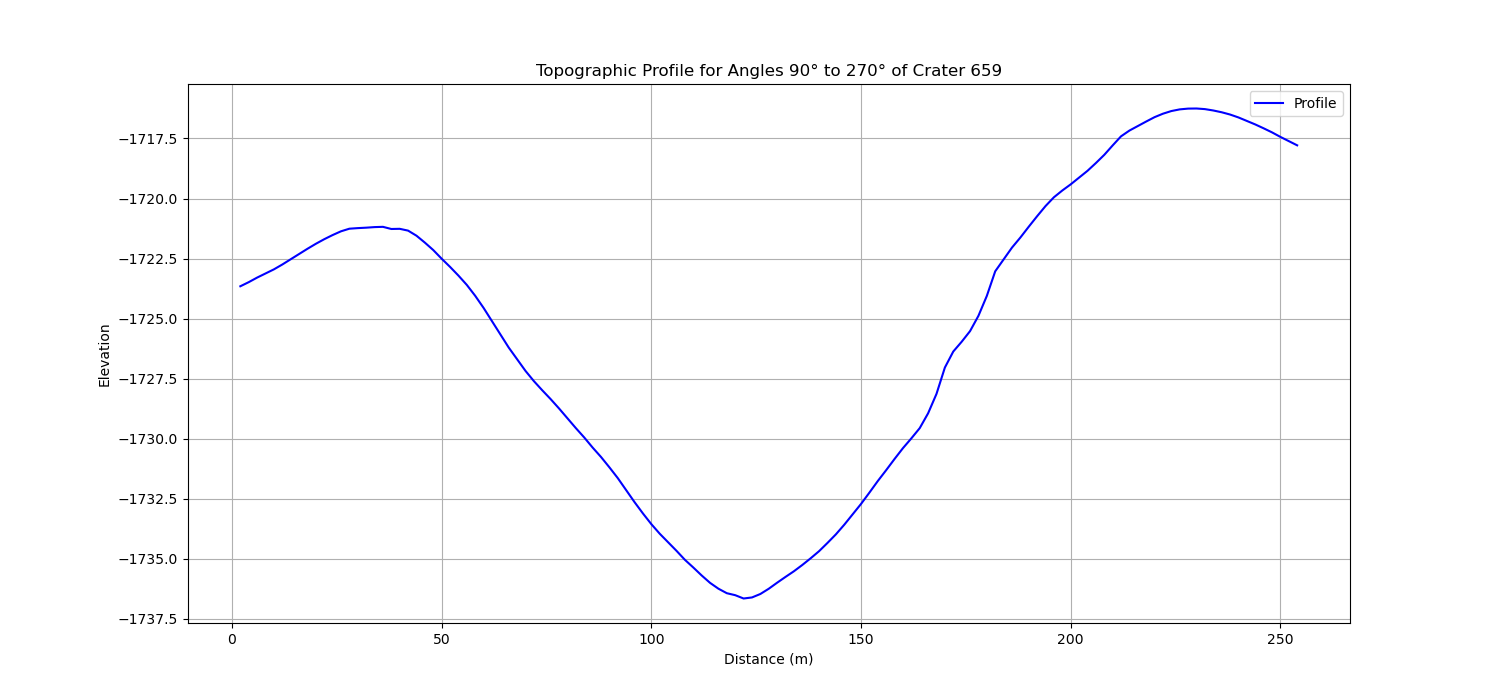 Topographic Profile for Angles 90° to 270° of Crater 659
Profile
−1717.5
−1720.0
−1722.5
−1725.0
−1727.5
−1730.0
−1732.5
−1735.0
−1737.5
Elevation
0 50 100 150 200 250
Distance (m)